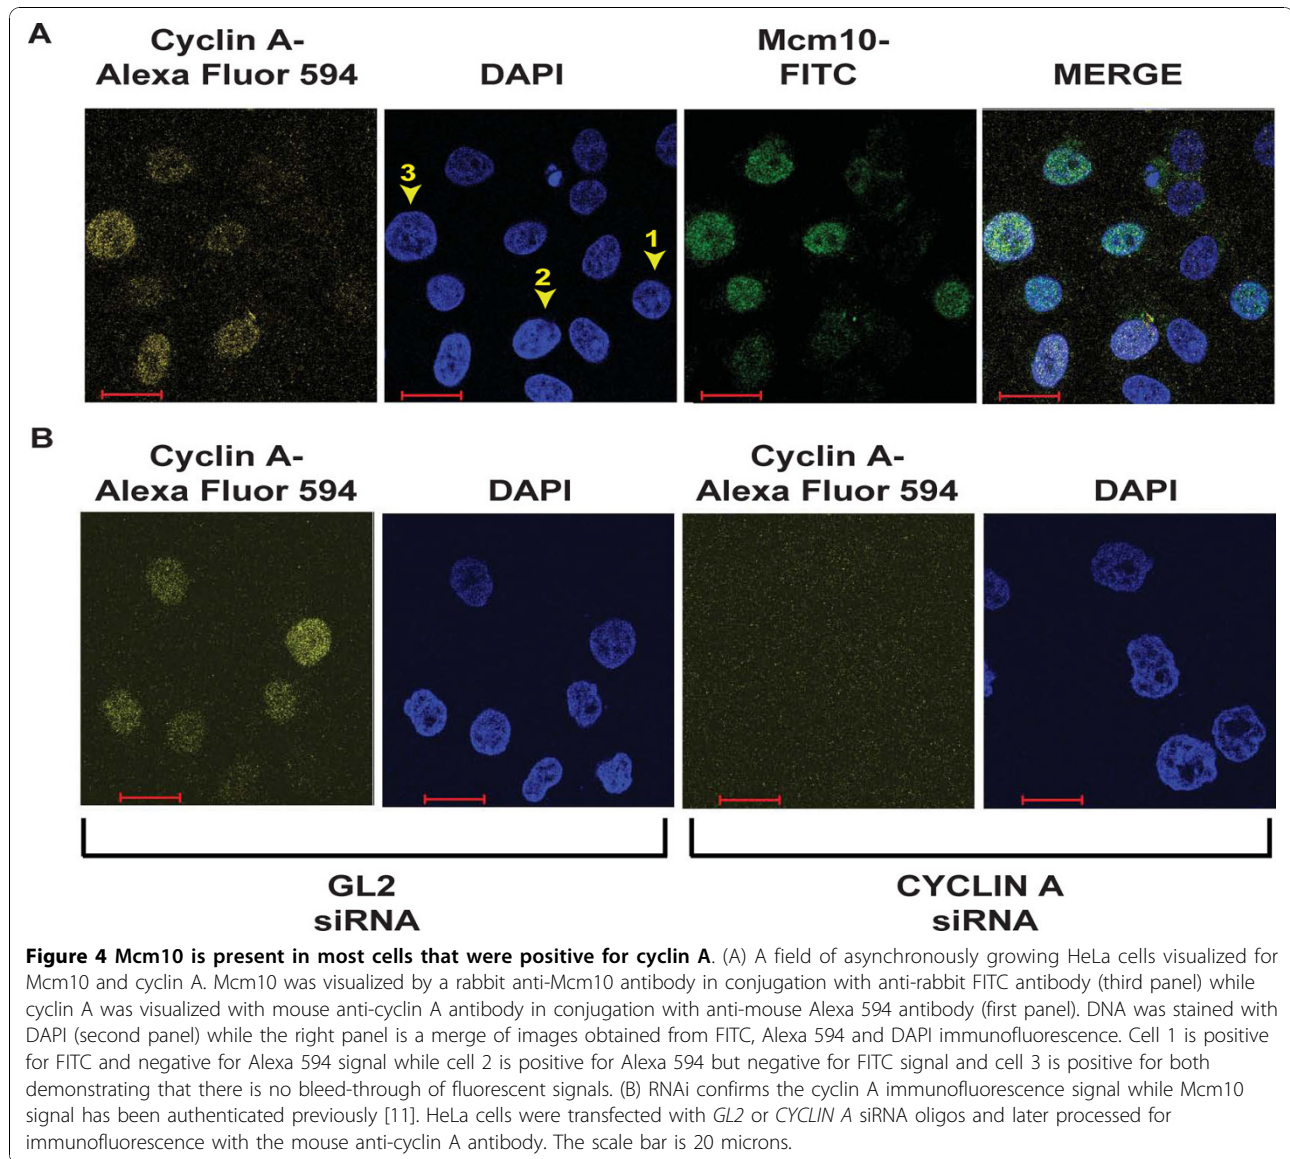 A
Cyclin A-
Alexa Fluor 594
DAPI
Mcm10-
FITC
MERGE
3
1
2
B
Cyclin A-
Alexa Fluor 594
DAPI
Cyclin A-
Alexa Fluor 594
DAPI
GL2
siRNA
CYCLIN A
siRNA
Figure 4 Mcm10 is present in most cells that were positive for cyclin A. (A) A field of asynchronously growing HeLa cells visualized for
Mcm10 and cyclin A. Mcm10 was visualized by a rabbit anti-Mcm10 antibody in conjugation with anti-rabbit FITC antibody (third panel) while
cyclin A was visualized with mouse anti-cyclin A antibody in conjugation with anti-mouse Alexa 594 antibody (first panel). DNA was stained with
DAPI (second panel) while the right panel is a merge of images obtained from FITC, Alexa 594 and DAPI immunofluorescence. Cell 1 is positive
for FITC and negative for Alexa 594 signal while cell 2 is positive for Alexa 594 but negative for FITC signal and cell 3 is positive for both
demonstrating that there is no bleed-through of fluorescent signals. (B) RNAi confirms the cyclin A immunofluorescence signal while Mcm10
signal has been authenticated previously [11]. HeLa cells were transfected with GL2 or CYCLIN A siRNA oligos and later processed for
immunofluorescence with the mouse anti-cyclin A antibody. The scale bar is 20 microns.